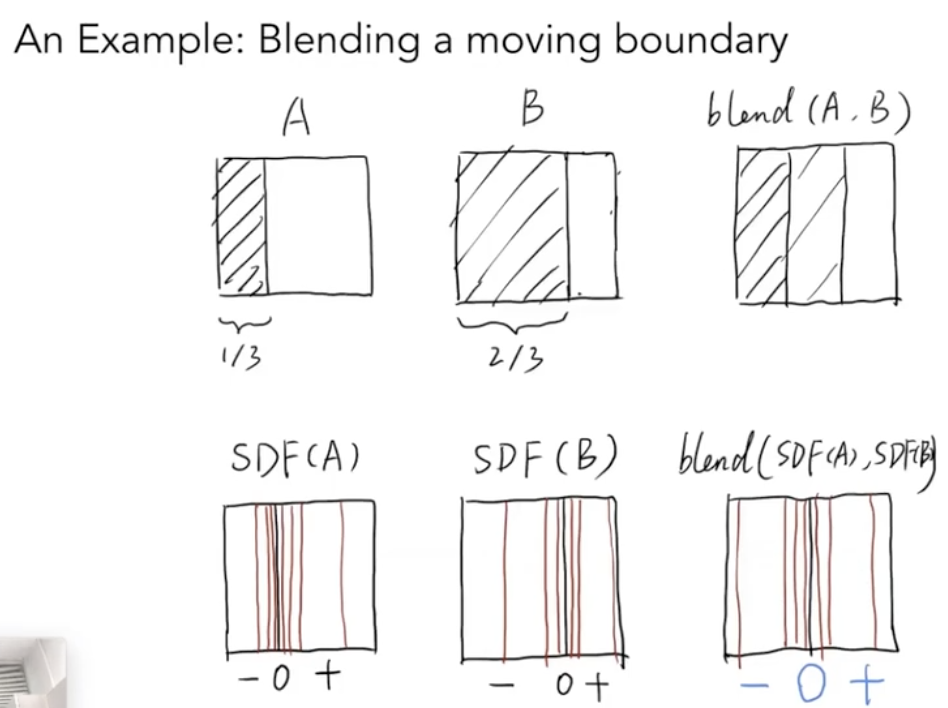 An Example: Blending a moving boundary
A B blend (A, B)
1/3 2/3
SDF(A) SDF(B) blend(SDF(A), SDF(B)
- 0 + - 0 + - 0 +